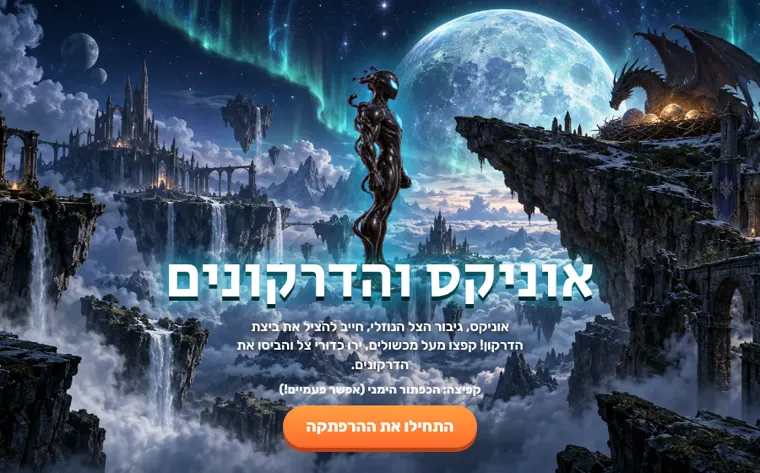 אוניקס והדרקונים
אוניקס, גיבור הצל הנוזלי, חייב להציל את ביצת
הדרקון! קפצו מעל מכשולים, ירו כדורי צל והביסו את
הדרקונים.
קפיצה: הכפתור הימני (אפשר פעמיים!)
התחילו את ההרפתקה